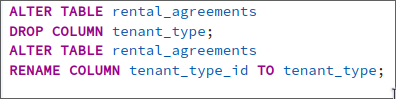 ALTER TABLE rental_agreements
DROP COLUMN tenant_type;
ALTER TABLE rental_agreements
RENAME COLUMN tenant_type_id TO tenant_type;